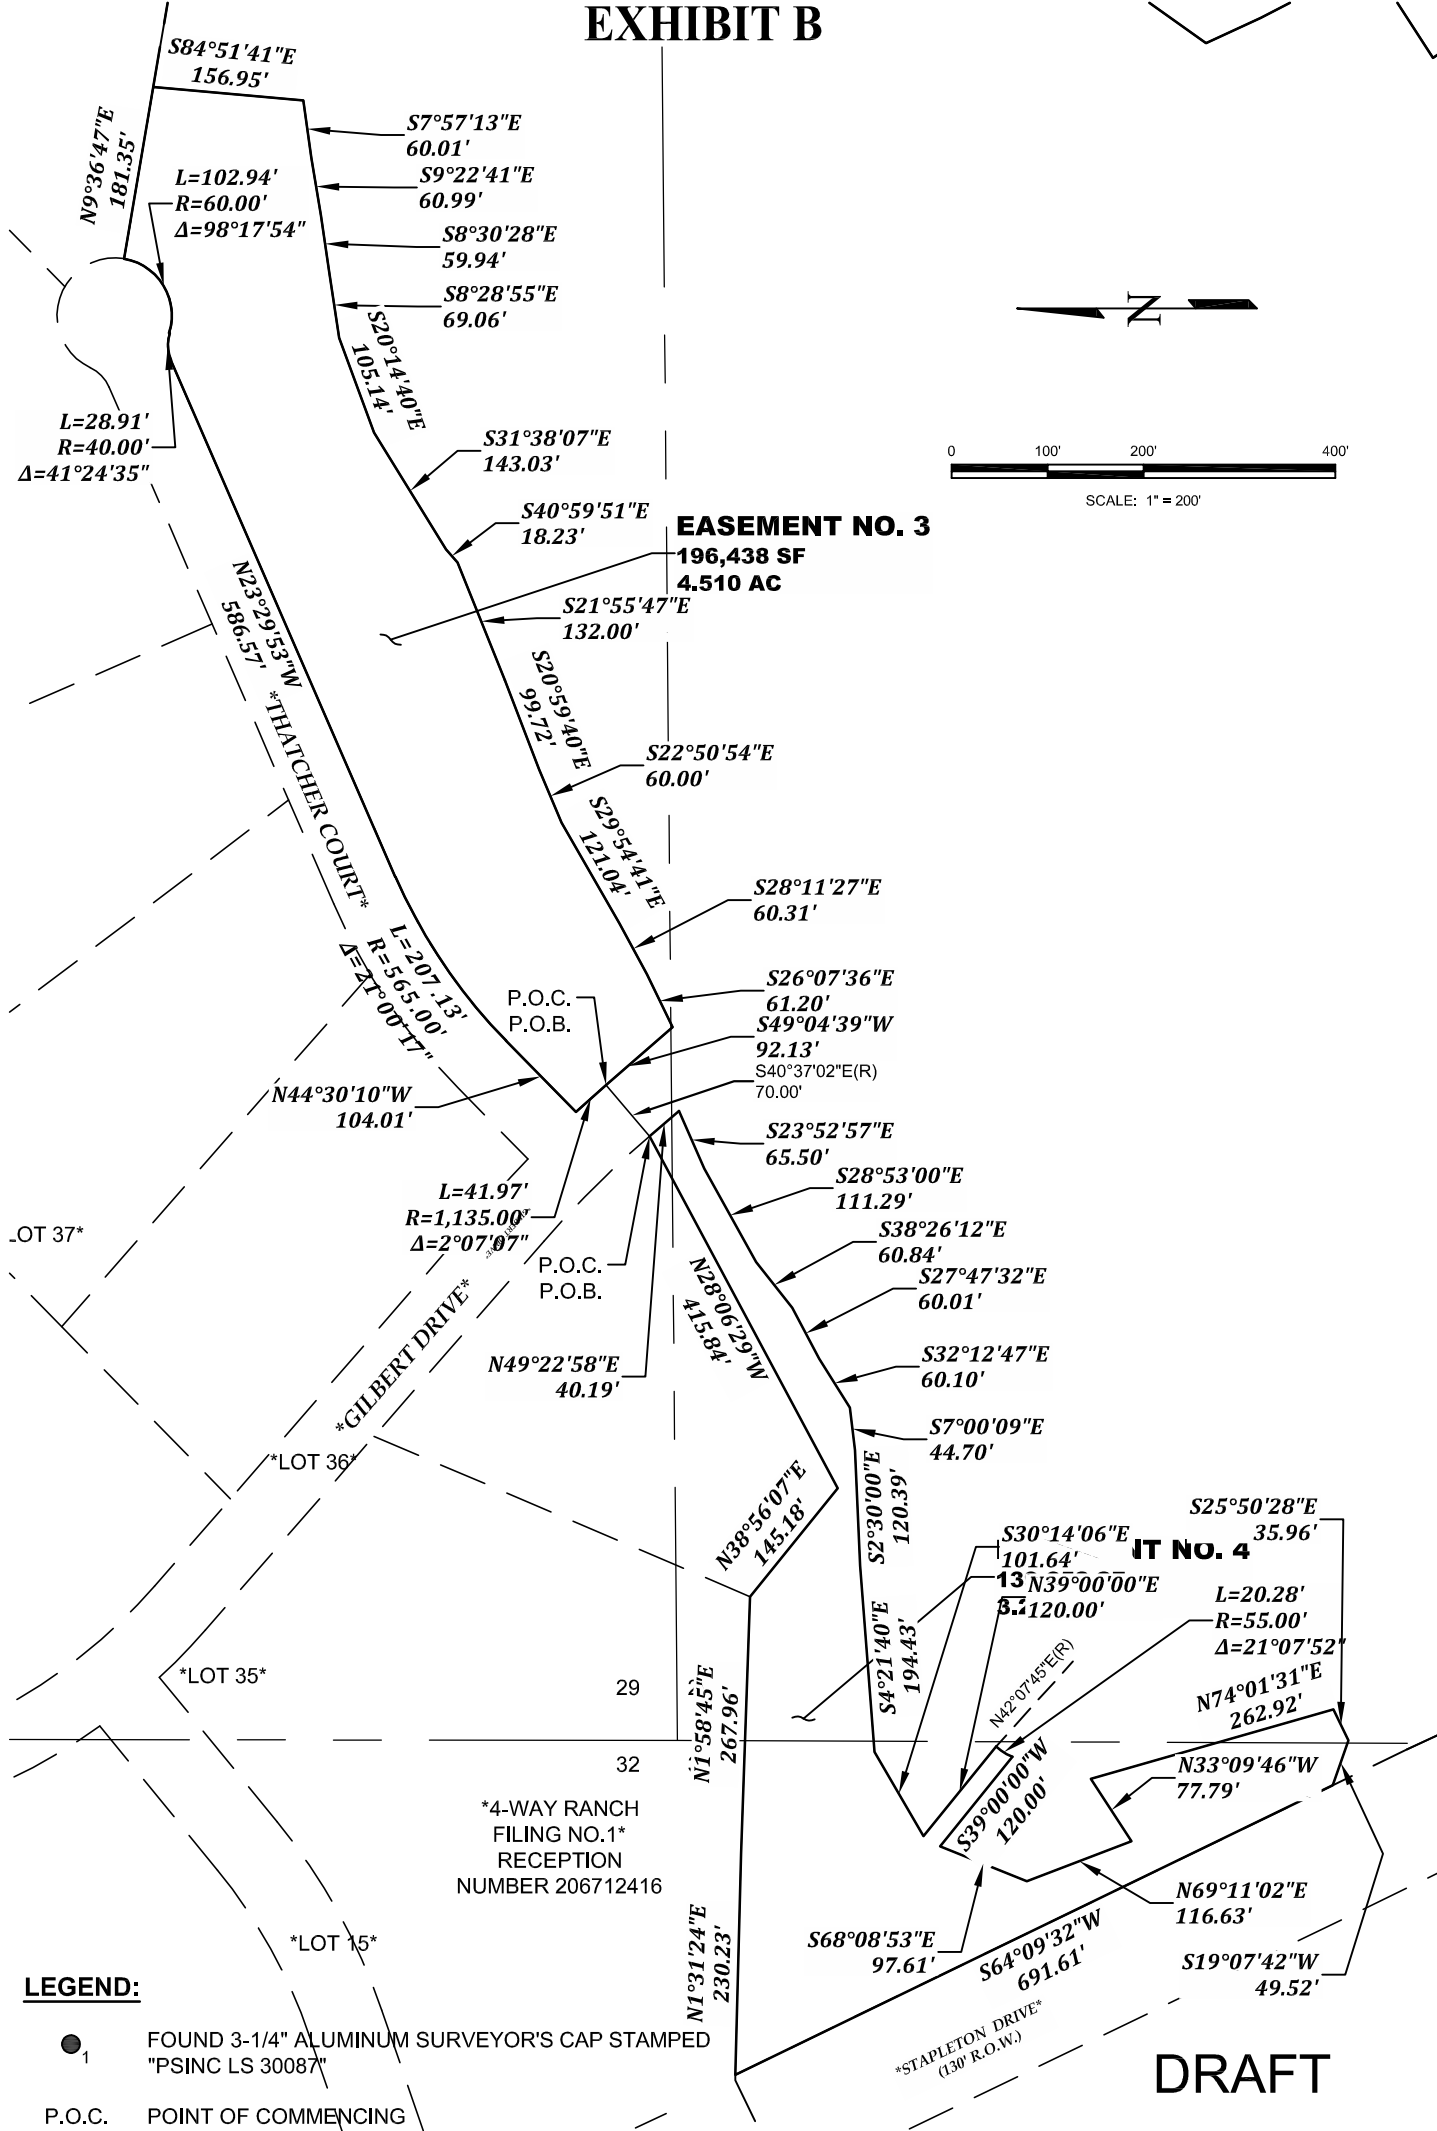 EXHIBIT B
S84°51'41"E
156.95'
N9°36'47"E
181.35'
L=102.94'
R=60.00'
Δ=98°17'54"
S7°57'13"E
60.01'
S9°22'41"E
60.99'
S8°30'28"E
59.94'
S8°28'55"E
69.06'
S20°14'40"E
105.14'
N
L=28.91'
R=40.00'
Δ=41°24'35"
S31°38'07"E
143.03'
0 100' 200' 400'
SCALE: 1" = 200'
S40°59'51"E
18.23'
EASEMENT NO. 3
196,438 SF
4.510 AC
N23°29'53"W
586.57'
S21°55'47"E
132.00'
S20°59'40"E
99.72'
*THATCHER COURT*
S22°50'54"E
60.00'
S29°54'41"E
121.04'
S28°11'27"E
60.31'
L=207.13'
R=565.00'
Δ=21°00'17"
P.O.C.
P.O.B.
S26°07'36"E
61.20'
S49°04'39"W
92.13'
S40°37'02"E(R)
70.00'
N44°30'10"W
104.01'
S23°52'57"E
65.50'
S28°53'00"E
111.29'
L=41.97'
R=1,135.00'
Δ=2°07'07"
S38°26'12"E
60.84'
LOT 37*
P.O.C.
P.O.B.
S27*47'32"E
60.01'
N28°06'29"W
415.84'
*GILBERT DRIVE*
N49°22'58"E
40.19'
S32°12'47"E
60.10'
S7°00'09"E
44.70'
*LOT 36*
N38°56'07"E
145.18'
S2°30'00"E
120.39'
S25°50'28"E
35.96'
S30°14'06"E
101.64'
NT NO. 4
13
3.2
N39°00'00"E
120.00'
L=20.28'
R=55.00'
Δ=21°07'52"
S4°21'40"E
194.43'
N42°07'45"E(R)
*LOT 35*
29
N1°58'45"E
267.96'
N74°01'31"E
262.92'
32
S39°00'00"W
120.00'
N33°09'46"W
77.79'
*4-WAY RANCH
FILING NO.1*
RECEPTION
NUMBER 206712416
N69°11'02"E
116.63'
S68°08'53"E
97.61'
N1°31'24"E
230.23'
S64°09'32"W
691.61'
S19°07'42"W
49.52'
*LOT 15*
*STAPLETON DRIVE*
(130' R.O.W.)
LEGEND:
1
FOUND 3-1/4" ALUMINUM SURVEYOR'S CAP STAMPED
"PSINC LS 30087"
P.O.C. POINT OF COMMENCING
DRAFT